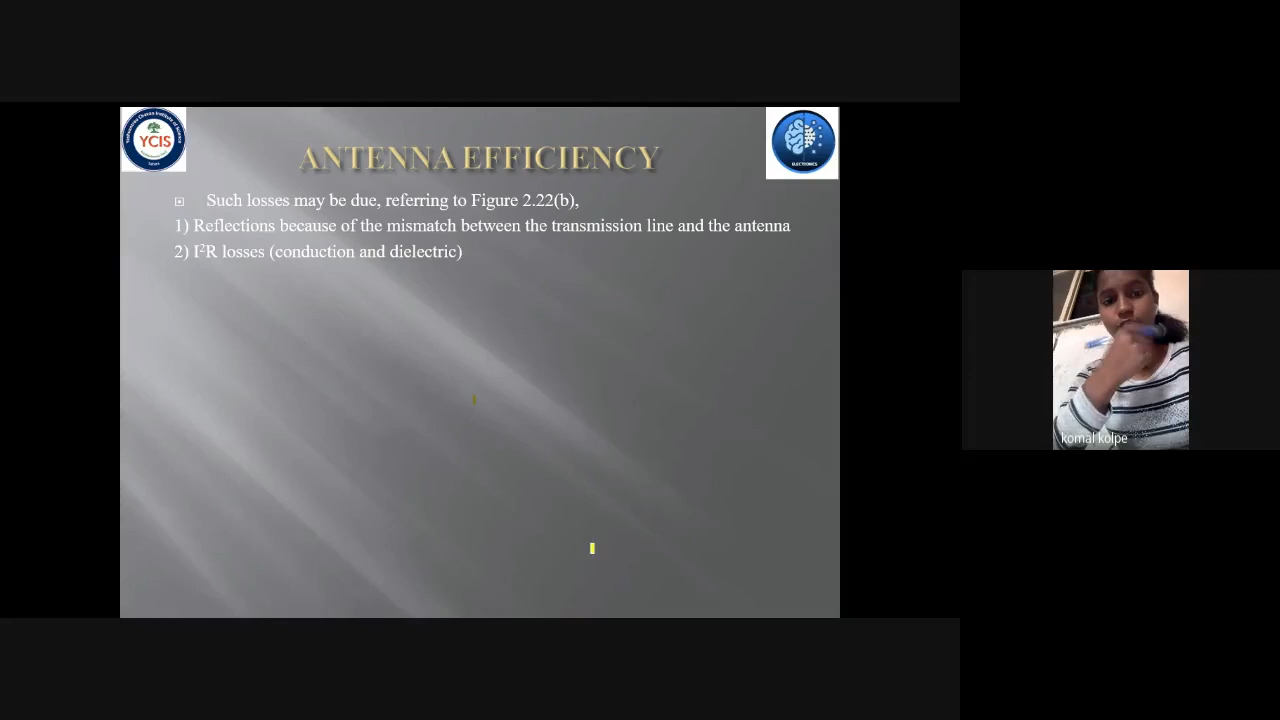 YCIS
ELECTRONICS
ANTENNA EFFICIENCY
Such losses may be due, referring to Figure 2.22(b),
1) Reflections because of the mismatch between the transmission line and the antenna
2) I²R losses (conduction and dielectric)
komal kolpe